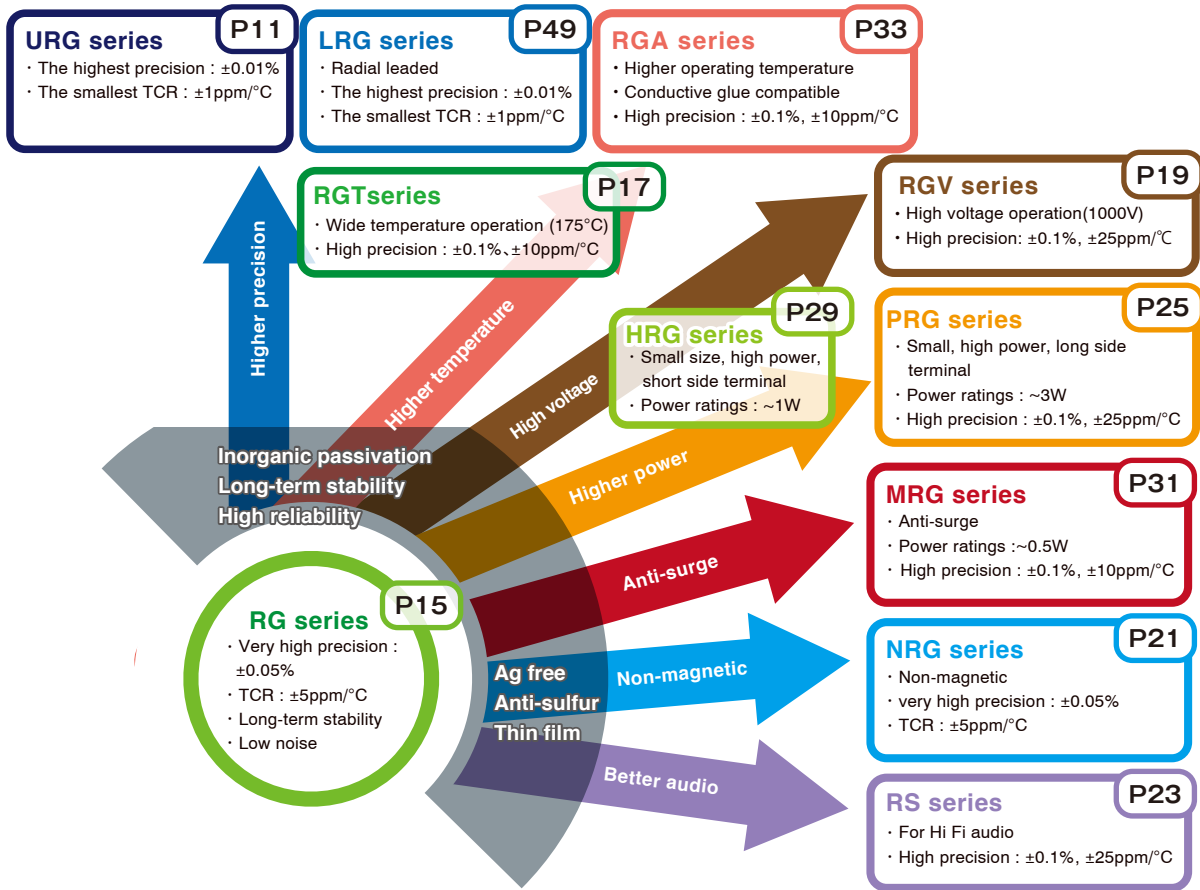 URG series
P11
· The highest precision : ±0.01%
· The smallest TCR : ±1ppm/°C
LRG series
P49
· Radial leaded
· The highest precision : ±0.01%
· The smallest TCR : ±1ppm/°C
RGA series
P33
· Higher operating temperature
· Conductive glue compatible
· High precision : ±0.1%, ±10ppm/°C
RGTseries
P17
· Wide temperature operation (175°C)
· High precision : ±0.1%、±10ppm/°C
RGV series
P19
· High voltage operation(1000V)
· High precision: ±0.1%, ±25ppm/℃
HRG series
P29
· Small size, high power,
short side terminal
· Power ratings : ~1W
PRG series
P25
· Small, high power, long side
terminal
· Power ratings : ~3W
· High precision : ±0.1%, ±25ppm/°C
MRG series
P31
· Anti-surge
· Power ratings :~0.5W
· High precision : ±0.1%, ±10ppm/°C
NRG series
P21
· Non-magnetic
· very high precision : ±0.05%
· TCR : ±5ppm/°C
RS series
P23
· For Hi Fi audio
· High precision : ±0.1%, ±25ppm/°C
Higher precision
Higher temperature
High voltage
Higher power
Anti-surge
Non-magnetic
Better audio
Inorganic passivation
Long-term stability
High reliability
Ag free
Anti-sulfur
Thin film
RG series
P15
· Very high precision :
±0.05%
· TCR : ±5ppm/°C
· Long-term stability
· Low noise